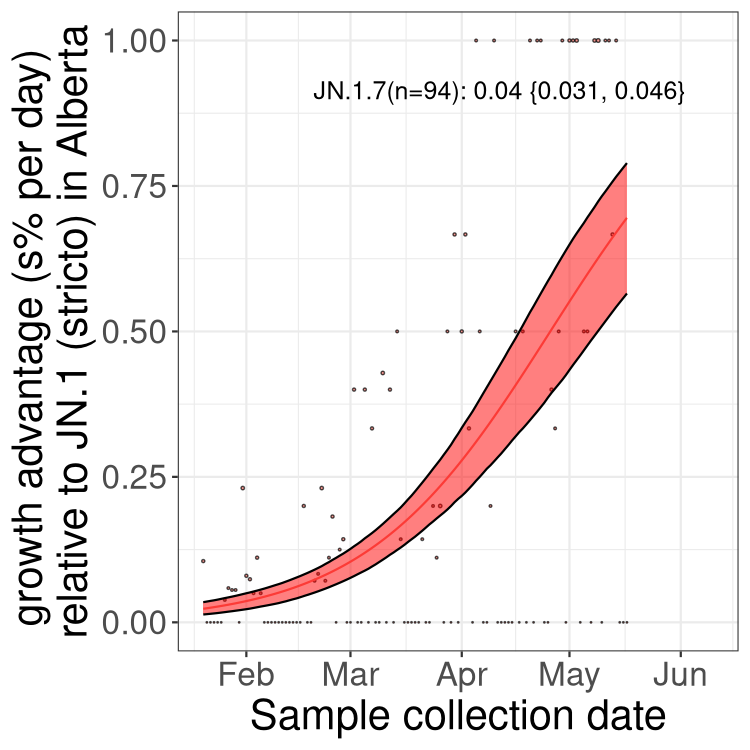 growth advantage (s% per day)
relative to JN.1 (stricto) in Alberta
1.00
0.75
0.50
0.25
0.00
JN.1.7(n=94): 0.04 {0.031, 0.046}
Feb Mar Apr May Jun
Sample collection date